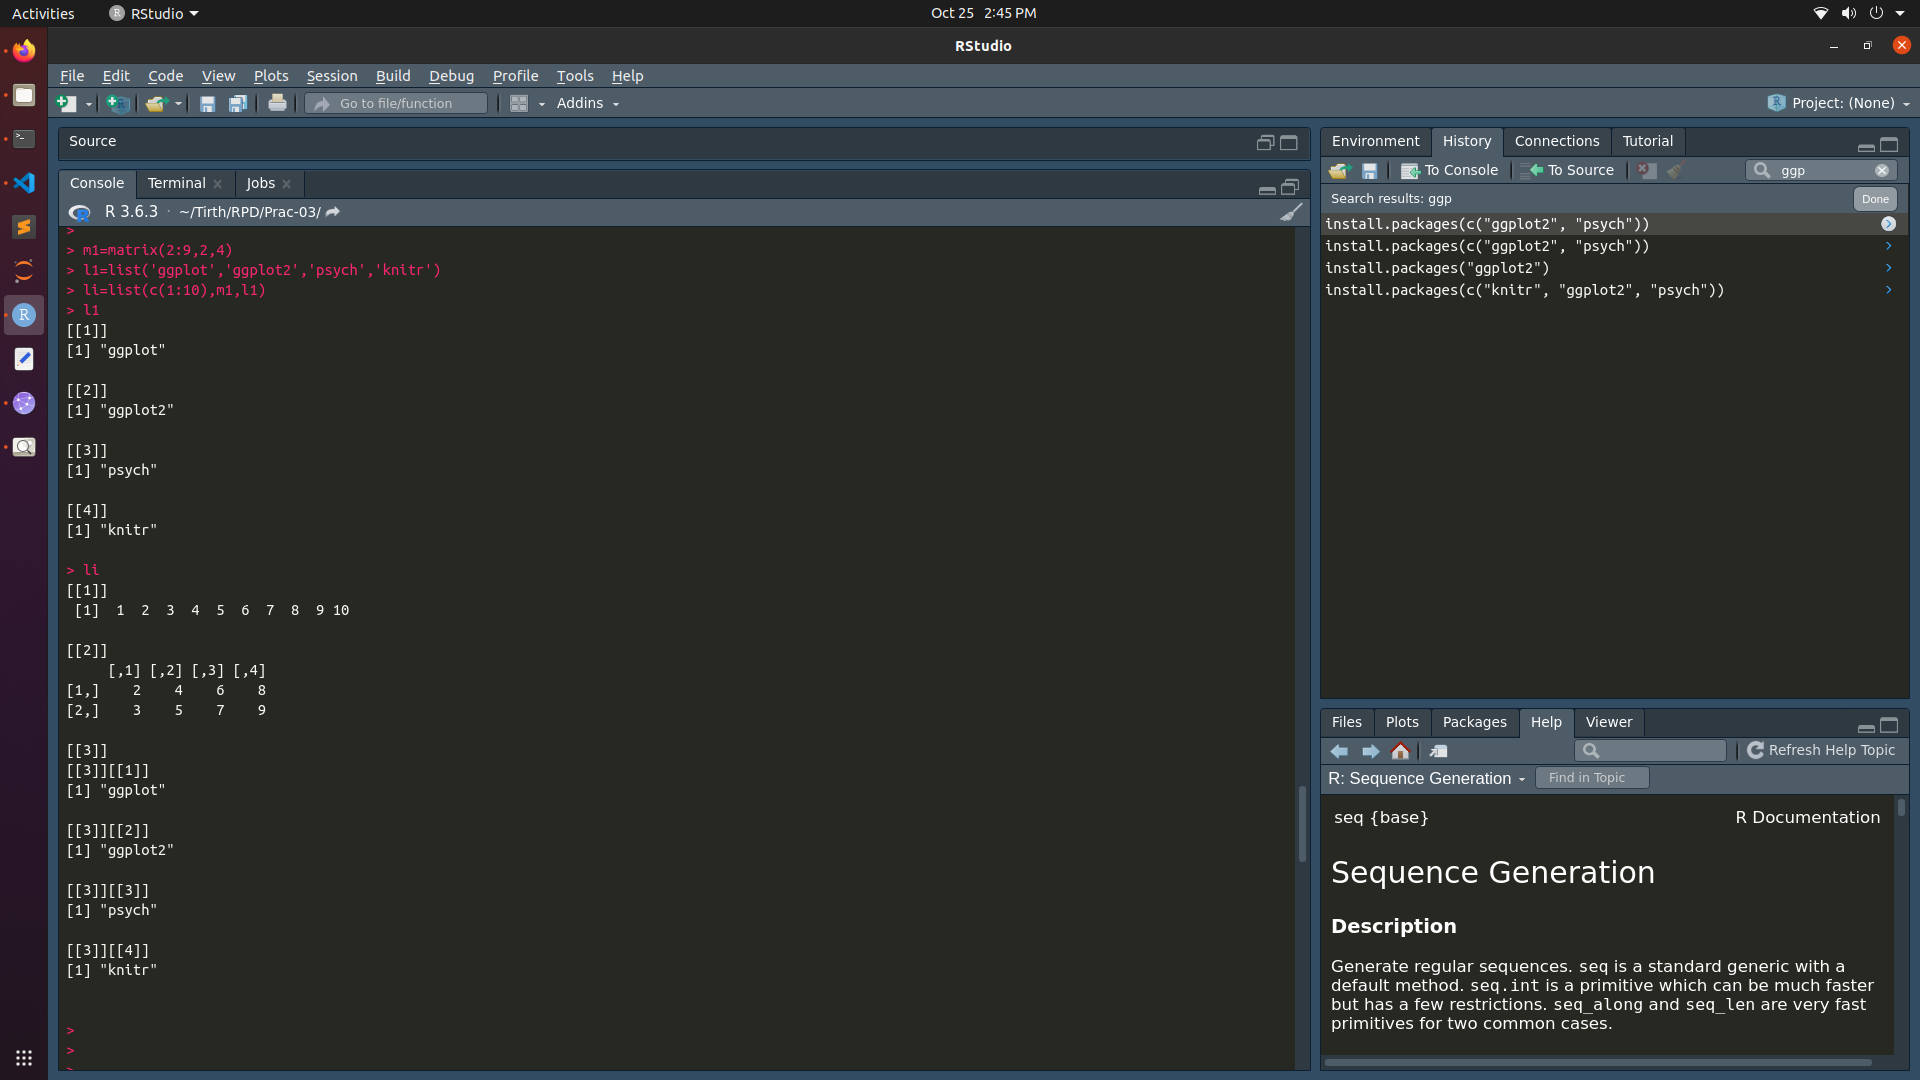 Activities RStudio Oct 25 2:45 PM
RStudio
File Edit Code View Plots Session Build Debug Profile Tools Help
Go to file/function Addins Project: (None)
Source
Console Terminal Jobs
R 3.6.3 · ~/Tirth/RPD/Prac-03/
>
> m1=matrix(2:9,2,4)
> l1=list('ggplot','ggplot2','psych','knitr')
> li=list(c(1:10),m1,l1)
> l1
[[1]]
[1] "ggplot"
[[2]]
[1] "ggplot2"
[[3]]
[1] "psych"
[[4]]
[1] "knitr"
> li
[[1]]
[1] 1 2 3 4 5 6 7 8 9 10
[[2]]
[,1] [,2] [,3] [,4]
[1,] 2 4 6 8
[2,] 3 5 7 9
[[3]]
[[3]][[1]]
[1] "ggplot"
[[3]][[2]]
[1] "ggplot2"
[[3]][[3]]
[1] "psych"
[[3]][[4]]
[1] "knitr"
>
>
>
Environment History Connections Tutorial
To Console To Source ggp
Search results: ggp Done
install.packages(c("ggplot2", "psych"))
install.packages(c("ggplot2", "psych"))
install.packages("ggplot2")
install.packages(c("knitr", "ggplot2", "psych"))
Files Plots Packages Help Viewer
Refresh Help Topic
R: Sequence Generation Find in Topic
seq {base} R Documentation
Sequence Generation
Description
Generate regular sequences. seq is a standard generic with a
default method. seq.int is a primitive which can be much faster
but has a few restrictions. seq_along and seq_len are very fast
primitives for two common cases.